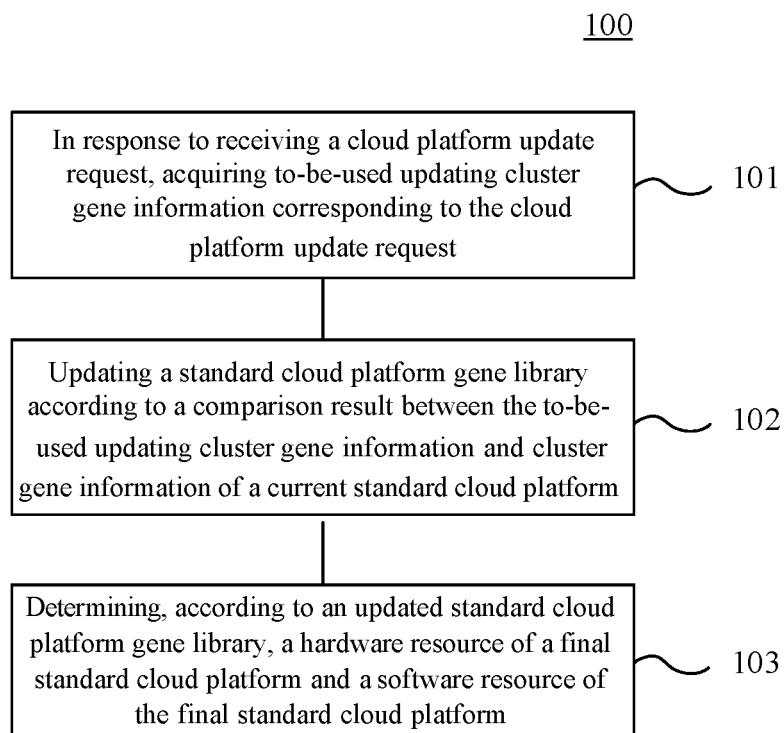 100
In response to receiving a cloud platform update
request, acquiring to-be-used updating cluster
gene information corresponding to the cloud
platform update request
101
Updating a standard cloud platform gene library
according to a comparison result between the to-be-
used updating cluster gene information and cluster
gene information of a current standard cloud platform
102
Determining, according to an updated standard cloud
platform gene library, a hardware resource of a final
standard cloud platform and a software resource of
the final standard cloud platform
103